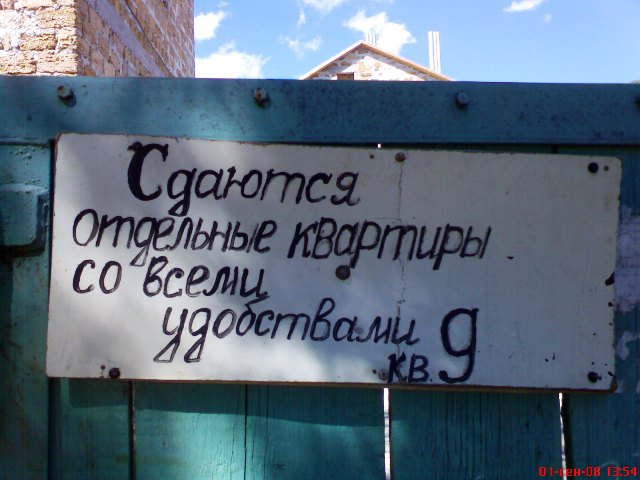 Сдаются
отдельные квартиры
со всеми
удобствами
кв. 9
01-сен-08 13:54